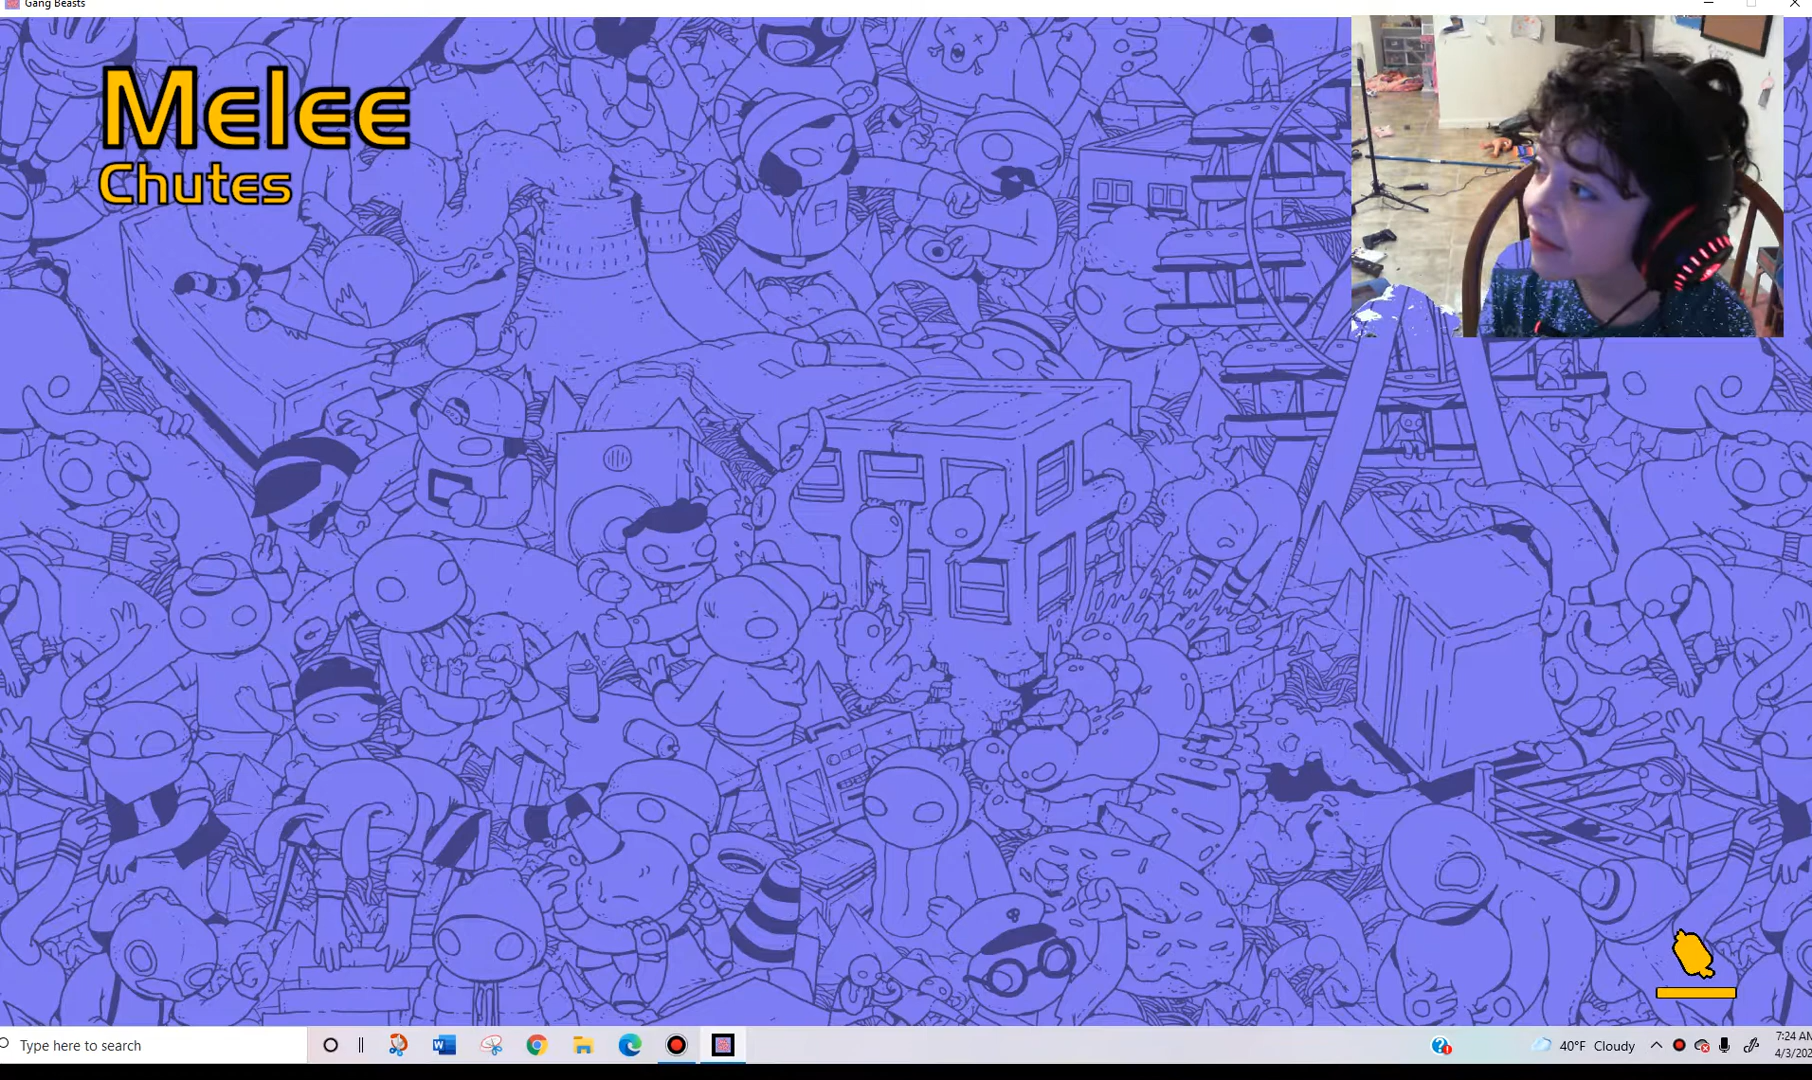 Gang Beasts
Melee
Chutes
Type here to search
40°F Cloudy
7:24 AM
4/3/202